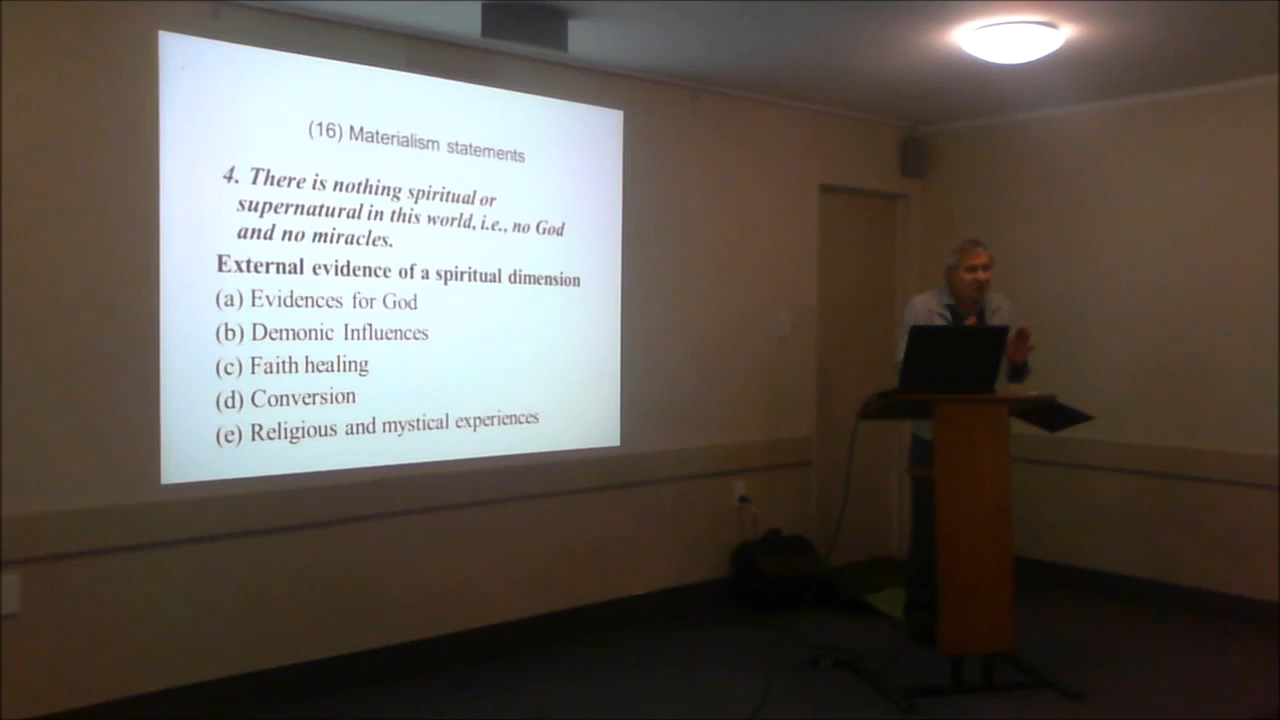 (16) Materialism statements
4. There is nothing spiritual or
supernatural in this world, i.e., no God
and no miracles.
External evidence of a spiritual dimension
(a) Evidences for God
(b) Demonic Influences
(c) Faith healing
(d) Conversion
(e) Religious and mystical experiences